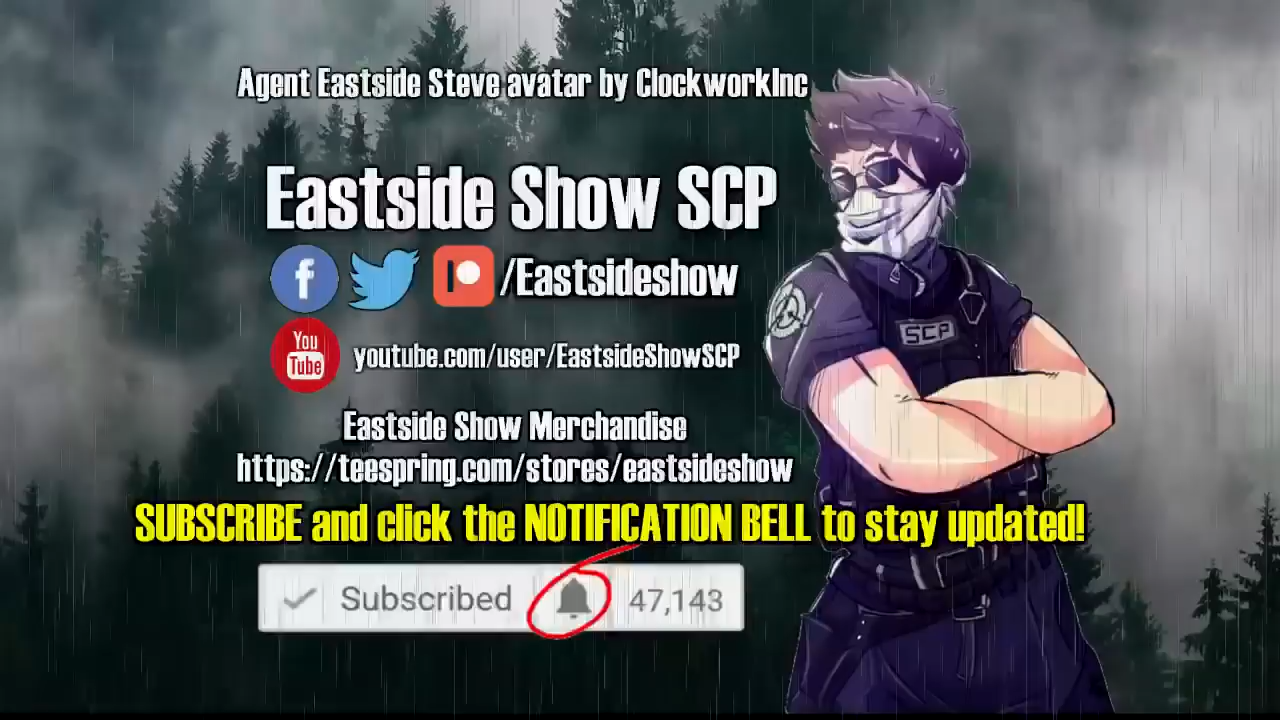 Agent Eastside Steve avatar by ClockworkInc
Eastside Show SCP
f /Eastsideshow
You Tube youtube.com/user/EastsideShowSCP
SCP
Eastside Show Merchandise
https://teespring.com/stores/eastsideshow
SUBSCRIBE and click the NOTIFICATION BELL to stay updated!
Subscribed 47,143